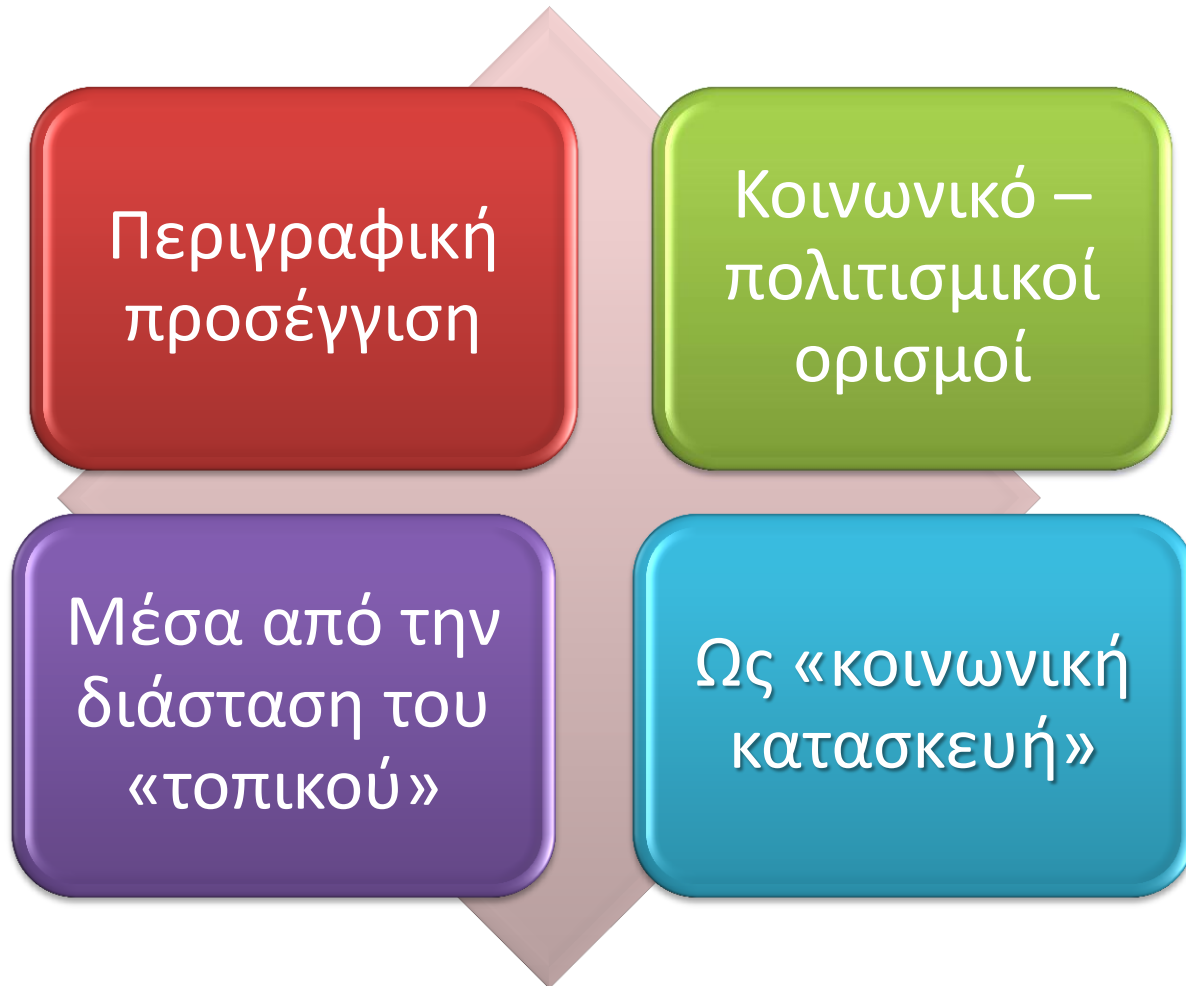 Περιγραφική
προσέγγιση
Κοινωνικό –
πολιτισμικοί
ορισμοί
Μέσα από την
διάσταση του
«τοπικού»
Ως «κοινωνική
κατασκευή»